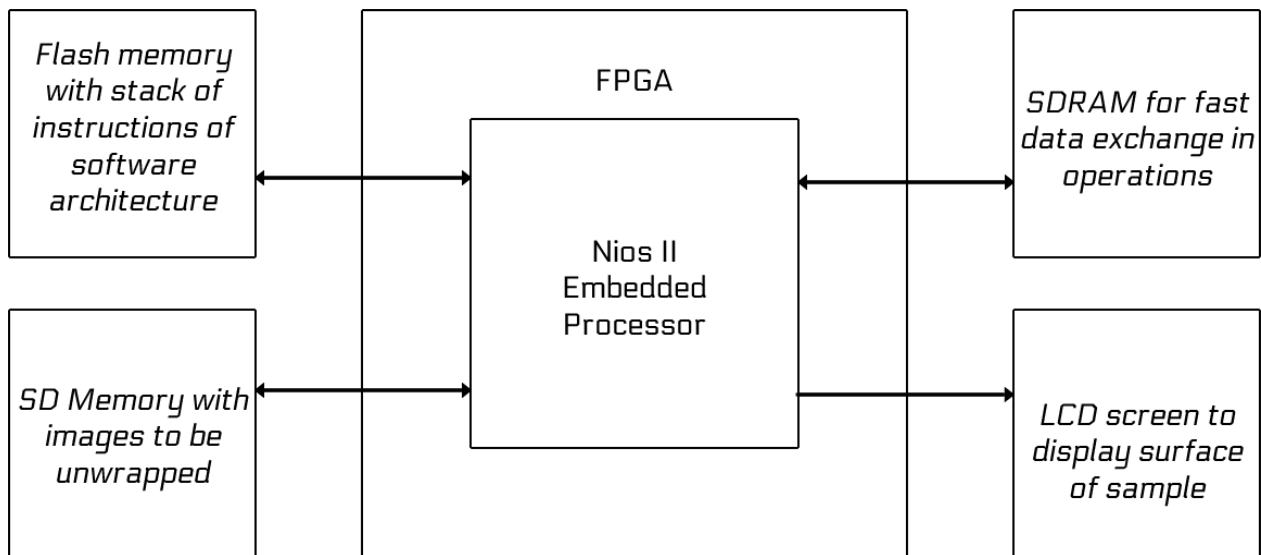 Flash memory
with stack of
instructions of
software
architecture
SD Memory with
images to be
unwrapped
FPGA
Nios II
Embedded
Processor
SDRAM for fast
data exchange in
operations
LCD screen to
display surface
of sample